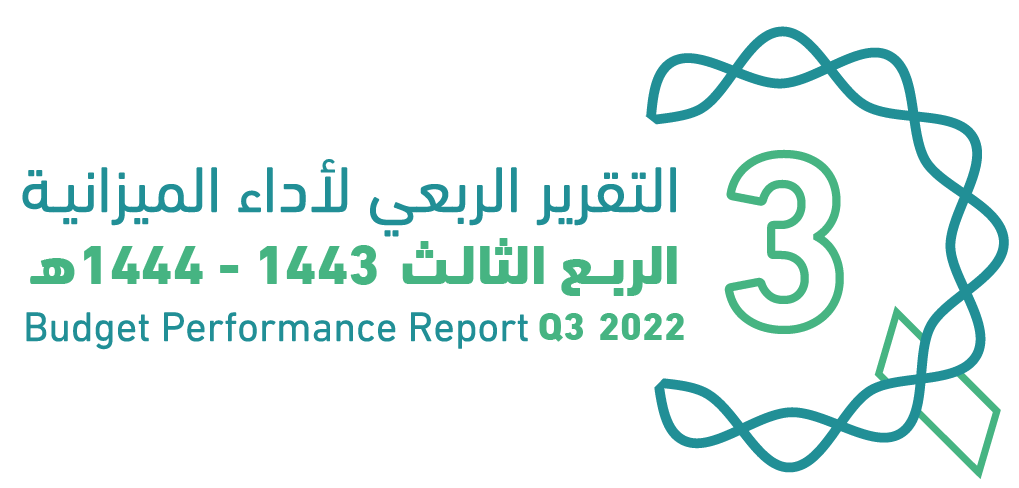 التقرير الربعي لأداء الميزانية
الربع الثالث 1443 - 1444هـ
Budget Performance Report Q3 2022
3